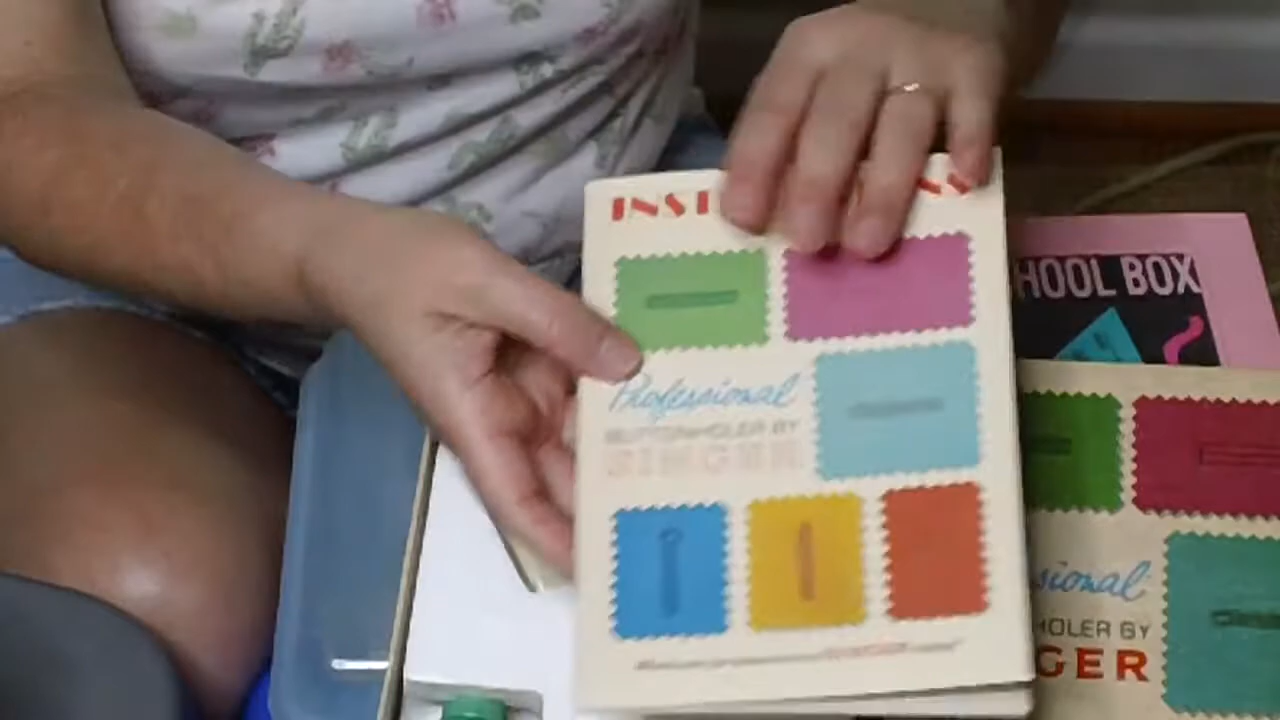 INST
Professional
BUTTONHOLER BY
SINGER
HOOL BOX
sional
HOLER BY
GER